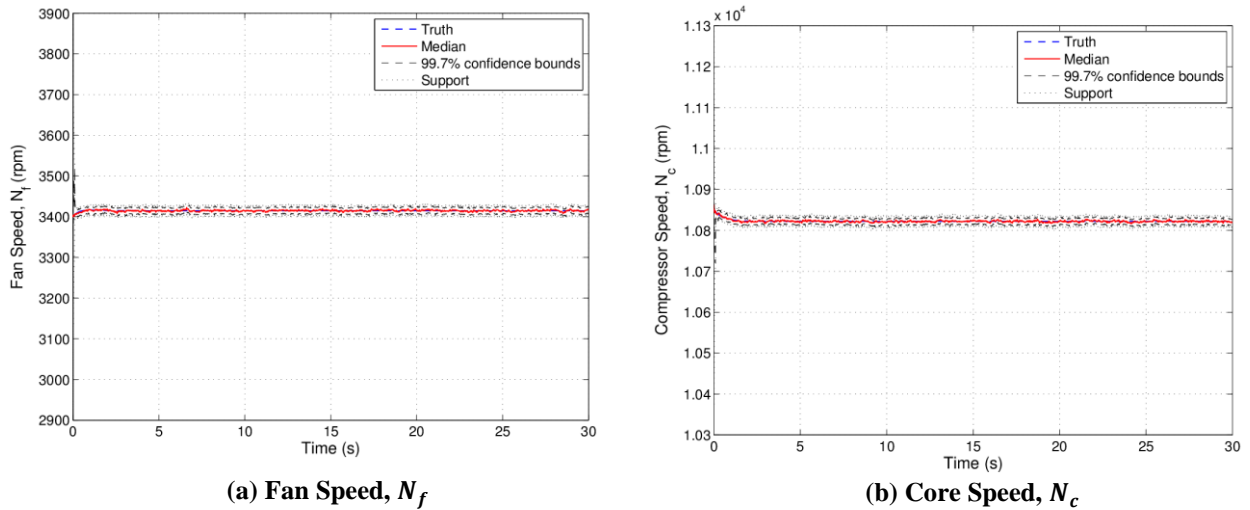 3900
3800
3700
3600
3500
3400
3300
3200
3100
3000
2900
Fan Speed, N_f (rpm)
0 5 10 15 20 25 30
Time (s)
Truth
Median
99.7% confidence bounds
Support
(a) Fan Speed, N_f
x 10^4
1.13
1.12
1.11
1.1
1.09
1.08
1.07
1.06
1.05
1.04
1.03
Compressor Speed, N_c (rpm)
0 5 10 15 20 25 30
Time (s)
Truth
Median
99.7% confidence bounds
Support
(b) Core Speed, N_c